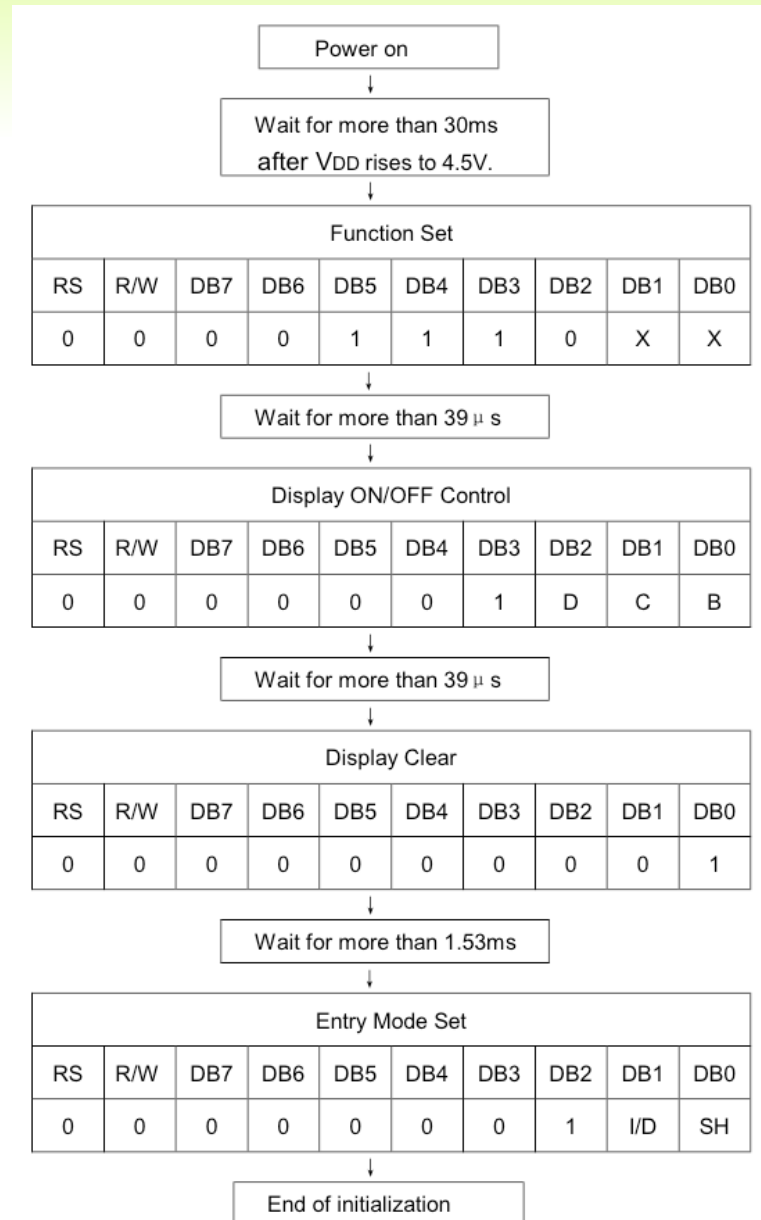 Power on
Wait for more than 30ms
after VDD rises to 4.5V.
Function Set
RS R/W DB7 DB6 DB5 DB4 DB3 DB2 DB1 DB0
0 0 0 0 1 1 1 0 X X
Wait for more than 39 μ s
Display ON/OFF Control
RS R/W DB7 DB6 DB5 DB4 DB3 DB2 DB1 DB0
0 0 0 0 0 0 1 D C B
Wait for more than 39 μ s
Display Clear
RS R/W DB7 DB6 DB5 DB4 DB3 DB2 DB1 DB0
0 0 0 0 0 0 0 0 0 1
Wait for more than 1.53ms
Entry Mode Set
RS R/W DB7 DB6 DB5 DB4 DB3 DB2 DB1 DB0
0 0 0 0 0 0 0 1 I/D SH
End of initialization